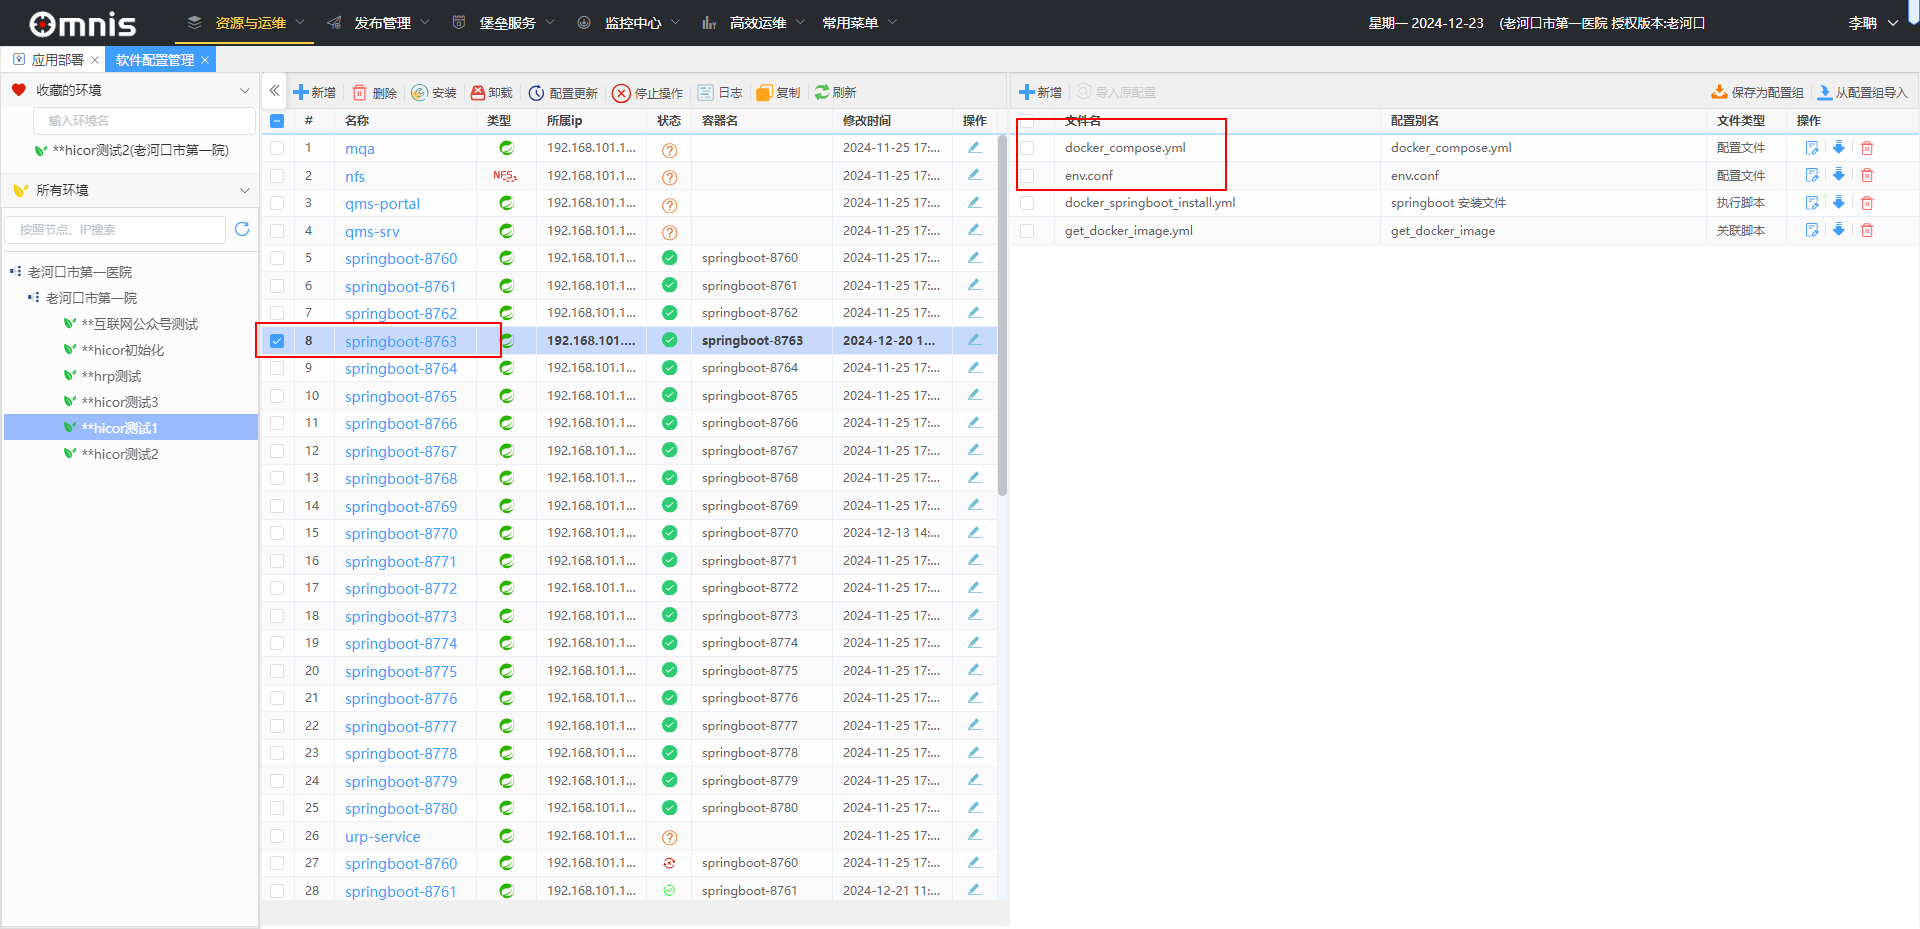 Omnis 资源与运维 发布管理 堡垒服务 监控中心 高效运维 常用菜单 星期一 2024-12-23 (老河口市第一医院 授权版本:老河口 李聃
应用部署 × 软件配置管理 ×
收藏的环境
输入环境名
**hicor测试2(老河口市第一院)
所有环境
按照节点、IP搜索
老河口市第一医院
老河口市第一院
**互联网公众号测试
**hicor初始化
**hrp测试
**hicor测试3
**hicor测试1
**hicor测试2
新增 删除 安装 卸载 配置更新 停止操作 日志 复制 刷新
# 名称 类型 所属ip 状态 容器名 修改时间 操作
1 mqa 192.168.101.1... 2024-11-25 17:...
2 nfs NFS 192.168.101.1... 2024-11-25 17:...
3 qms-portal 192.168.101.1... 2024-11-25 17:...
4 qms-srv 192.168.101.1... 2024-11-25 17:...
5 springboot-8760 192.168.101.1... springboot-8760 2024-11-25 17:...
6 springboot-8761 192.168.101.1... springboot-8761 2024-11-25 17:...
7 springboot-8762 192.168.101.1... springboot-8762 2024-11-25 17:...
8 springboot-8763 192.168.101.... springboot-8763 2024-12-20 1...
9 springboot-8764 192.168.101.1... springboot-8764 2024-11-25 17:...
10 springboot-8765 192.168.101.1... springboot-8765 2024-11-25 17:...
11 springboot-8766 192.168.101.1... springboot-8766 2024-11-25 17:...
12 springboot-8767 192.168.101.1... springboot-8767 2024-11-25 17:...
13 springboot-8768 192.168.101.1... springboot-8768 2024-11-25 17:...
14 springboot-8769 192.168.101.1... springboot-8769 2024-11-25 17:...
15 springboot-8770 192.168.101.1... springboot-8770 2024-12-13 14:...
16 springboot-8771 192.168.101.1... springboot-8771 2024-11-25 17:...
17 springboot-8772 192.168.101.1... springboot-8772 2024-11-25 17:...
18 springboot-8773 192.168.101.1... springboot-8773 2024-11-25 17:...
19 springboot-8774 192.168.101.1... springboot-8774 2024-11-25 17:...
20 springboot-8775 192.168.101.1... springboot-8775 2024-11-25 17:...
21 springboot-8776 192.168.101.1... springboot-8776 2024-11-25 17:...
22 springboot-8777 192.168.101.1... springboot-8777 2024-11-25 17:...
23 springboot-8778 192.168.101.1... springboot-8778 2024-11-25 17:...
24 springboot-8779 192.168.101.1... springboot-8779 2024-11-25 17:...
25 springboot-8780 192.168.101.1... springboot-8780 2024-11-25 17:...
26 urp-service 192.168.101.1... 2024-11-25 17:...
27 springboot-8760 192.168.101.1... springboot-8760 2024-11-25 17:...
28 springboot-8761 192.168.101.1... springboot-8761 2024-12-21 11:...
新增 导入原配置 保存为配置组 从配置组导入
文件名 配置别名 文件类型 操作
docker_compose.yml docker_compose.yml 配置文件
env.conf env.conf 配置文件
docker_springboot_install.yml springboot 安装文件 执行脚本
get_docker_image.yml get_docker_image 关联脚本